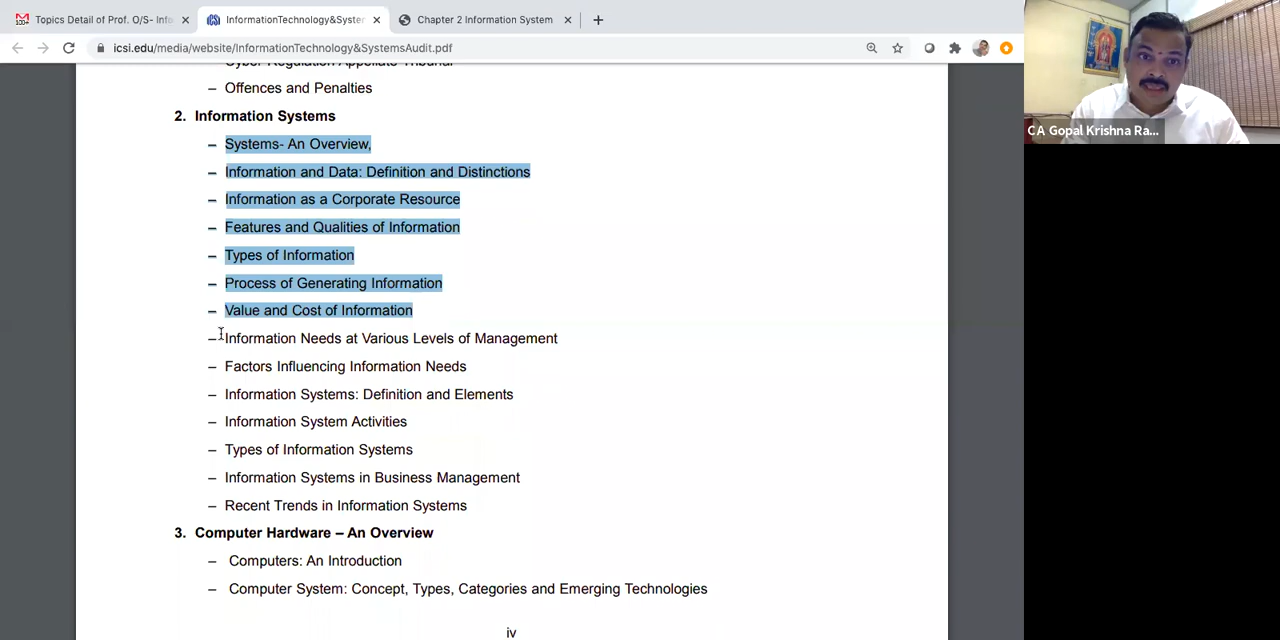 Topics Detail of Prof. O/S- Info
InformationTechnology&System
Chapter 2 Information System
icsi.edu/media/website/InformationTechnology&SystemsAudit.pdf
Cyber Regulation Appellate Tribunal
– Offences and Penalties
2. Information Systems
– Systems- An Overview,
– Information and Data: Definition and Distinctions
– Information as a Corporate Resource
– Features and Qualities of Information
– Types of Information
– Process of Generating Information
– Value and Cost of Information
– Information Needs at Various Levels of Management
– Factors Influencing Information Needs
– Information Systems: Definition and Elements
– Information System Activities
– Types of Information Systems
– Information Systems in Business Management
– Recent Trends in Information Systems
3. Computer Hardware – An Overview
– Computers: An Introduction
– Computer System: Concept, Types, Categories and Emerging Technologies
iv
C A Gopal Krishna Ra...